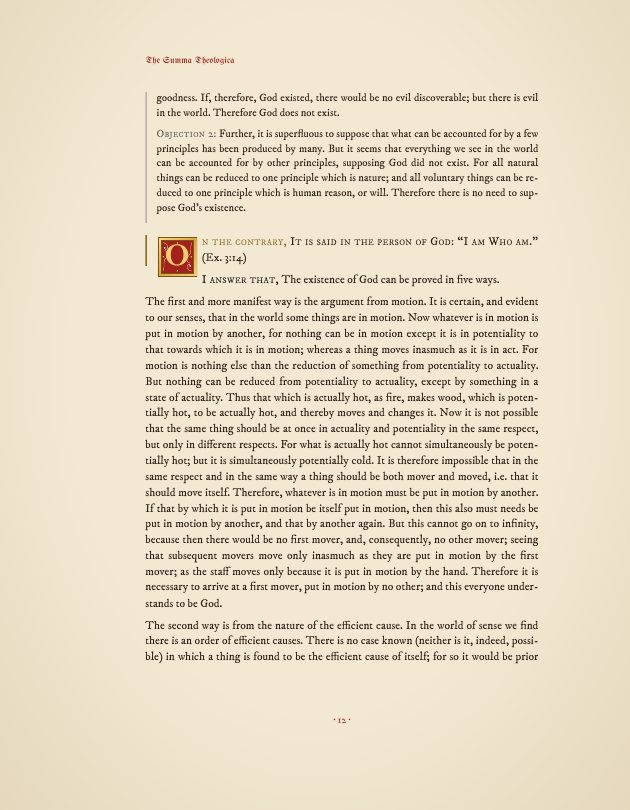 The Summa Theologica
goodness. If, therefore, God existed, there would be no evil discoverable; but there is evil
in the world. Therefore God does not exist.
Objection 2: Further, it is superfluous to suppose that what can be accounted for by a few
principles has been produced by many. But it seems that everything we see in the world
can be accounted for by other principles, supposing God did not exist. For all natural
things can be reduced to one principle which is nature; and all voluntary things can be re-
duced to one principle which is human reason, or will. Therefore there is no need to sup-
pose God's existence.
On the contrary, It is said in the person of God: “I am Who am.”
(Ex. 3:14)
I answer that, The existence of God can be proved in five ways.
The first and more manifest way is the argument from motion. It is certain, and evident
to our senses, that in the world some things are in motion. Now whatever is in motion is
put in motion by another, for nothing can be in motion except it is in potentiality to
that towards which it is in motion; whereas a thing moves inasmuch as it is in act. For
motion is nothing else than the reduction of something from potentiality to actuality.
But nothing can be reduced from potentiality to actuality, except by something in a
state of actuality. Thus that which is actually hot, as fire, makes wood, which is poten-
tially hot, to be actually hot, and thereby moves and changes it. Now it is not possible
that the same thing should be at once in actuality and potentiality in the same respect,
but only in different respects. For what is actually hot cannot simultaneously be poten-
tially hot; but it is simultaneously potentially cold. It is therefore impossible that in the
same respect and in the same way a thing should be both mover and moved, i.e. that it
should move itself. Therefore, whatever is in motion must be put in motion by another.
If that by which it is put in motion be itself put in motion, then this also must needs be
put in motion by another, and that by another again. But this cannot go on to infinity,
because then there would be no first mover, and, consequently, no other mover; seeing
that subsequent movers move only inasmuch as they are put in motion by the first
mover; as the staff moves only because it is put in motion by the hand. Therefore it is
necessary to arrive at a first mover, put in motion by no other; and this everyone under-
stands to be God.
The second way is from the nature of the efficient cause. In the world of sense we find
there is an order of efficient causes. There is no case known (neither is it, indeed, possi-
ble) in which a thing is found to be the efficient cause of itself; for so it would be prior
· 12 ·